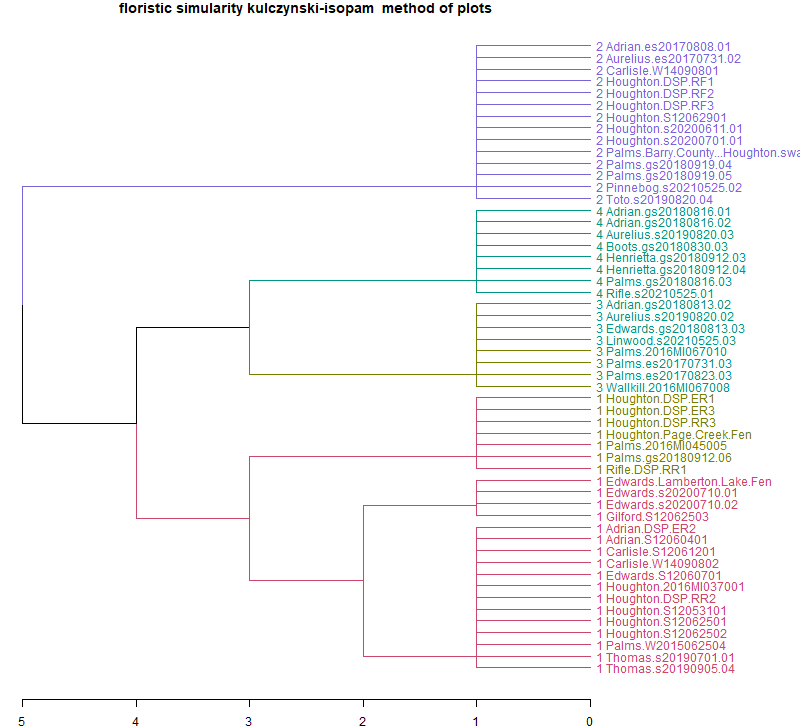 floristic simularity kulczynski-isopam method of plots
2 Adrian.es20170808.01
2 Aurelius.es20170731.02
2 Carlisle.W14090801
2 Houghton.DSP.RF1
2 Houghton.DSP.RF2
2 Houghton.DSP.RF3
2 Houghton.S12062901
2 Houghton.s20200611.01
2 Houghton.s20200701.01
2 Palms.Barry.County...Houghton.swa
2 Palms.gs20180919.04
2 Palms.gs20180919.05
2 Pinnebog.s20210525.02
2 Toto.s20190820.04
4 Adrian.gs20180816.01
4 Adrian.gs20180816.02
4 Aurelius.s20190820.03
4 Boots.gs20180830.03
4 Henrietta.gs20180912.03
4 Henrietta.gs20180912.04
4 Palms.gs20180816.03
4 Rifle.s20210525.01
3 Adrian.gs20180813.02
3 Aurelius.s20190820.02
3 Edwards.gs20180813.03
3 Linwood.s20210525.03
3 Palms.2016MI067010
3 Palms.es20170731.03
3 Palms.es20170823.03
3 Wallkill.2016MI067008
1 Houghton.DSP.ER1
1 Houghton.DSP.ER3
1 Houghton.DSP.RR3
1 Houghton.Page.Creek.Fen
1 Palms.2016MI045005
1 Palms.gs20180912.06
1 Rifle.DSP.RR1
1 Edwards.Lamberton.Lake.Fen
1 Edwards.s20200710.01
1 Edwards.s20200710.02
1 Gilford.S12062503
1 Adrian.DSP.ER2
1 Adrian.S12060401
1 Carlisle.S12061201
1 Carlisle.W14090802
1 Edwards.S12060701
1 Houghton.2016MI037001
1 Houghton.DSP.RR2
1 Houghton.S12053101
1 Houghton.S12062501
1 Houghton.S12062502
1 Palms.W2015062504
1 Thomas.s20190701.01
1 Thomas.s20190905.04
5 4 3 2 1 0